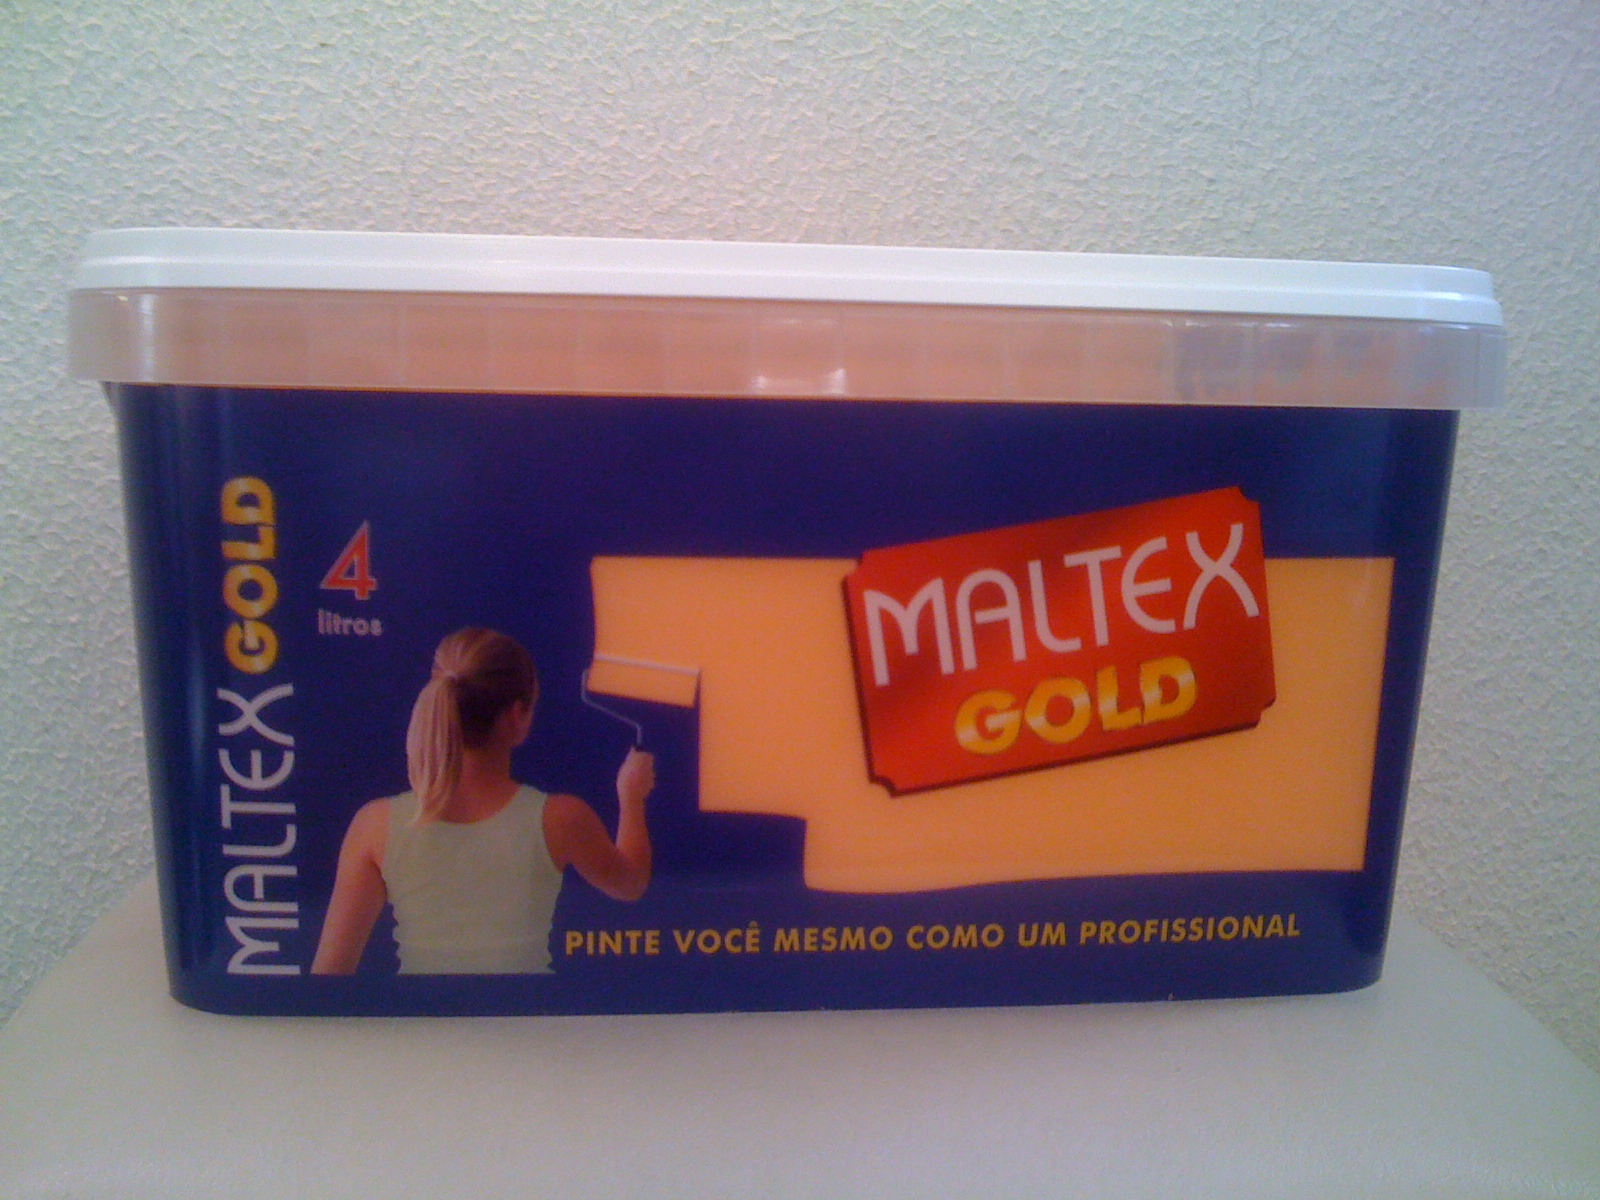 MALTEX GOLD
4
litros
MALTEX
GOLD
PINTE VOCÊ MESMO COMO UM PROFISSIONAL